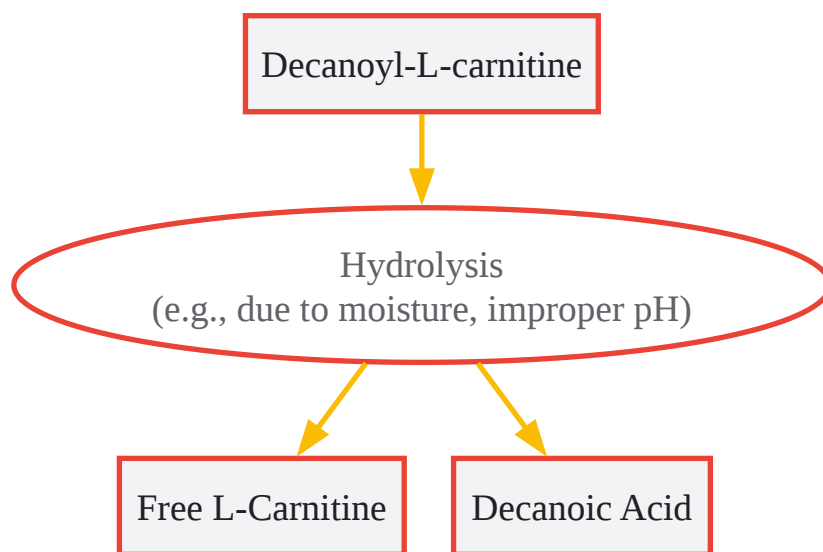 Decanoyl-L-carnitine
Hydrolysis
(e.g., due to moisture, improper pH)
Free L-Carnitine
Decanoic Acid